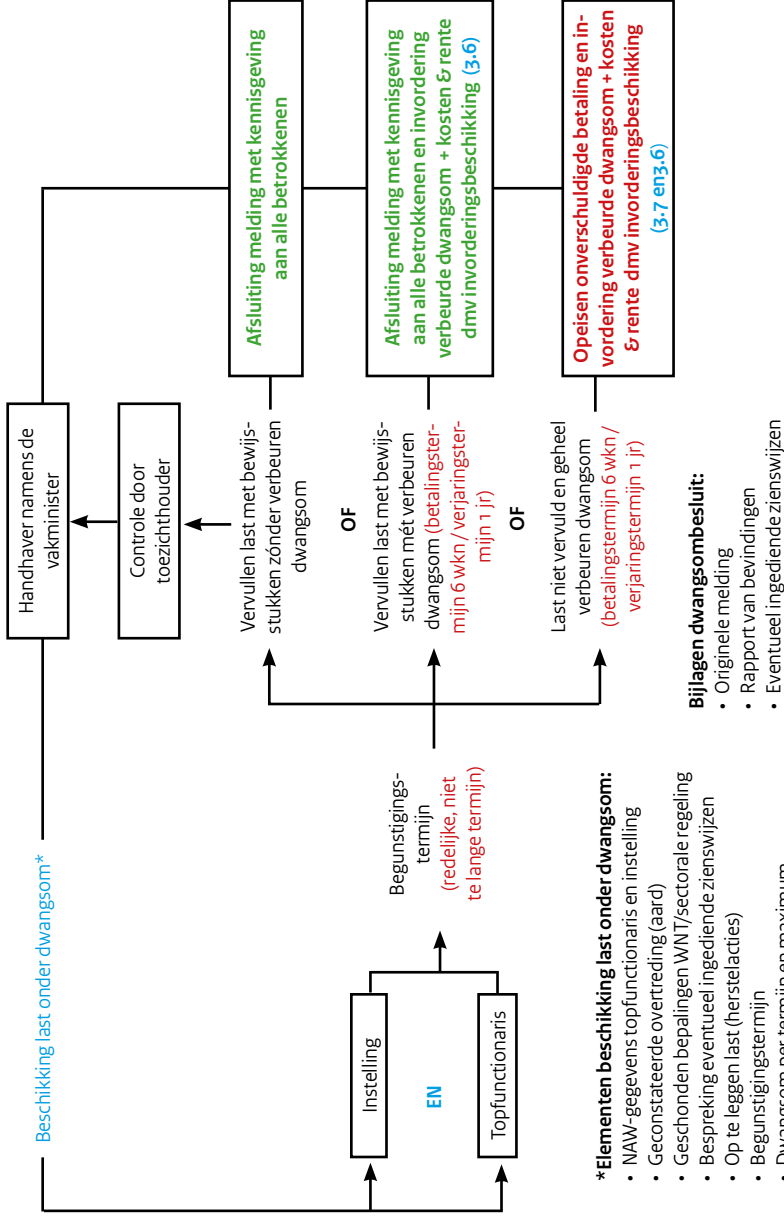 Beschikking last onder dwangsom*
Handhaver namens de
vakminister
Controle door
toezichthouder
Instelling
EN
Topfunctionaris
Begunstigings-
termijn
(redelijke, niet
te lange termijn)
Vervullen last met bewijs-
stukken zónder verbeuren
dwangsom
OF
Vervullen last met bewijs-
stukken mét verbeuren
dwangsom (betalingster-
mijn 6 wkn / verjaringster-
mijn 1 jr)
OF
Last niet vervuld en geheel
verbeuren dwangsom
(betalingstermijn 6 wkn /
verjaringstermijn 1 jr)
Afsluiting melding met kennisgeving
aan alle betrokkenen
Afsluiting melding met kennisgeving
aan alle betrokkenen en invordering
verbeurde dwangsom + kosten & rente
dmv invorderingsbeschikking (3.6)
Opeisen onverschuldigde betaling en in-
vordering verbeurde dwangsom + kosten
& rente dmv invorderingsbeschikking
(3.7 en3.6)
*Elementen beschikking last onder dwangsom:
• NAW-gegevens topfunctionaris en instelling
• Geconstateerde overtreding (aard)
• Geschonden bepalingen WNT/sectorale regeling
• Bespreking eventueel ingediende zienswijzen
• Op te leggen last (herstelacties)
• Begunstigingstermijn
• Dwangsom per termijn en maximum
Bijlagen dwangsombesluit:
• Originele melding
• Rapport van bevindingen
• Eventueel ingediende zienswijzen